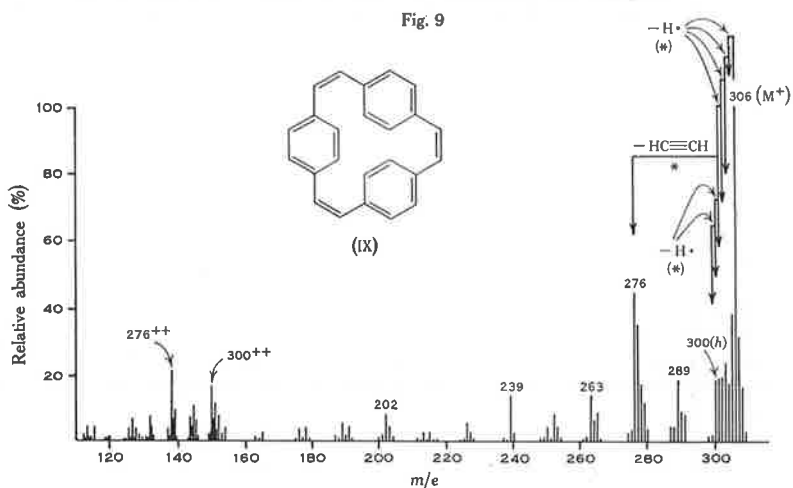 Fig. 9
− H•
(*)
306 (M⁺)
− HC≡CH
*
− H•
(*)
(IX)
276
300(h)
289
263
239
202
276⁺⁺
300⁺⁺
Relative abundance (%)
100
80
60
40
20
120
140
160
180
200
220
240
260
280
300
m/e